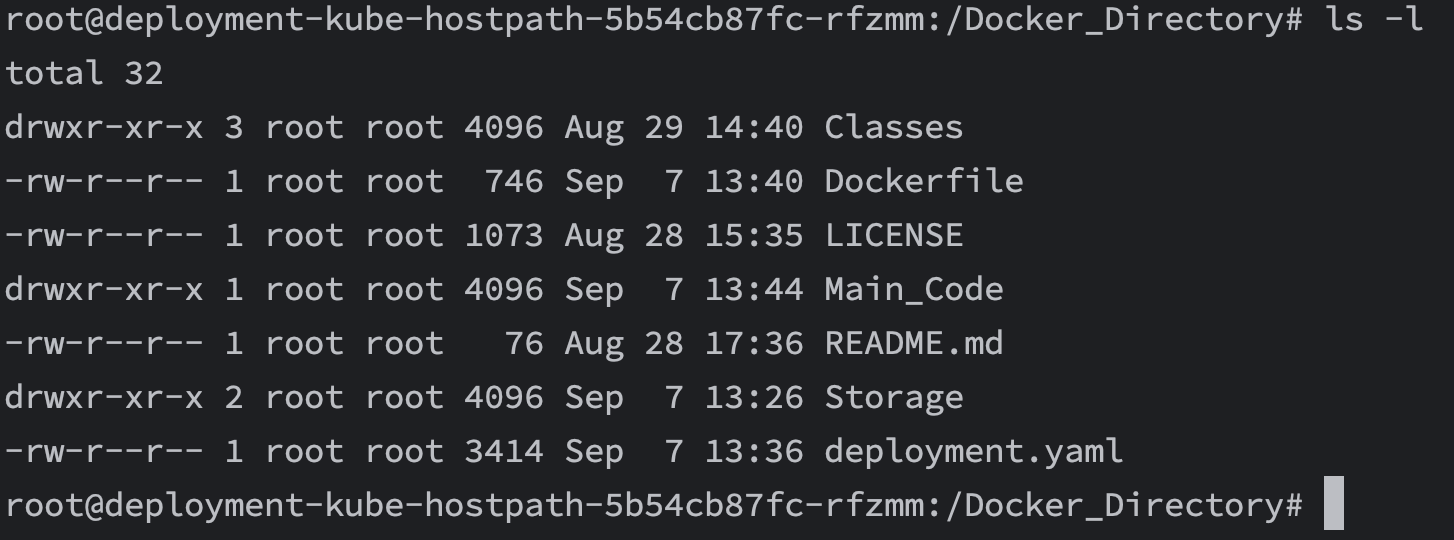 root@deployment-kube-hostpath-5b54cb87fc-rfzmm:/Docker_Directory# ls -l
total 32
drwxr-xr-x 3 root root 4096 Aug 29 14:40 Classes
-rw-r--r-- 1 root root  746 Sep  7 13:40 Dockerfile
-rw-r--r-- 1 root root 1073 Aug 28 15:35 LICENSE
drwxr-xr-x 1 root root 4096 Sep  7 13:44 Main_Code
-rw-r--r-- 1 root root   76 Aug 28 17:36 README.md
drwxr-xr-x 2 root root 4096 Sep  7 13:26 Storage
-rw-r--r-- 1 root root 3414 Sep  7 13:36 deployment.yaml
root@deployment-kube-hostpath-5b54cb87fc-rfzmm:/Docker_Directory#